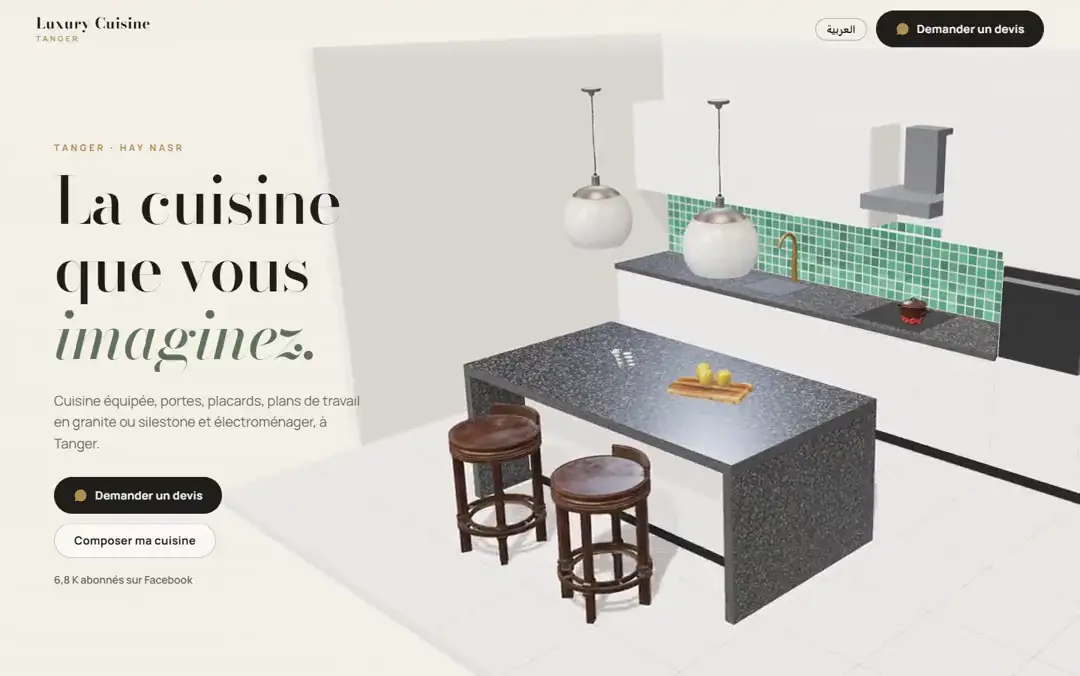 Luxury Cuisine
TANGER
العربية
Demander un devis
TANGER · HAY NASR
La cuisine
que vous
imaginez.
Cuisine équipée, portes, placards, plans de travail
en granite ou silestone et électroménager, à
Tanger.
Demander un devis
Composer ma cuisine
6,8 K abonnés sur Facebook